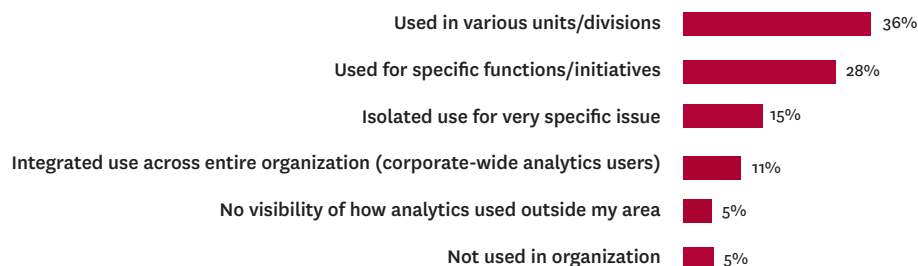 Used in various units/divisions 36%
Used for specific functions/initiatives 28%
Isolated use for very specific issue 15%
Integrated use across entire organization (corporate-wide analytics users) 11%
No visibility of how analytics used outside my area 5%
Not used in organization 5%